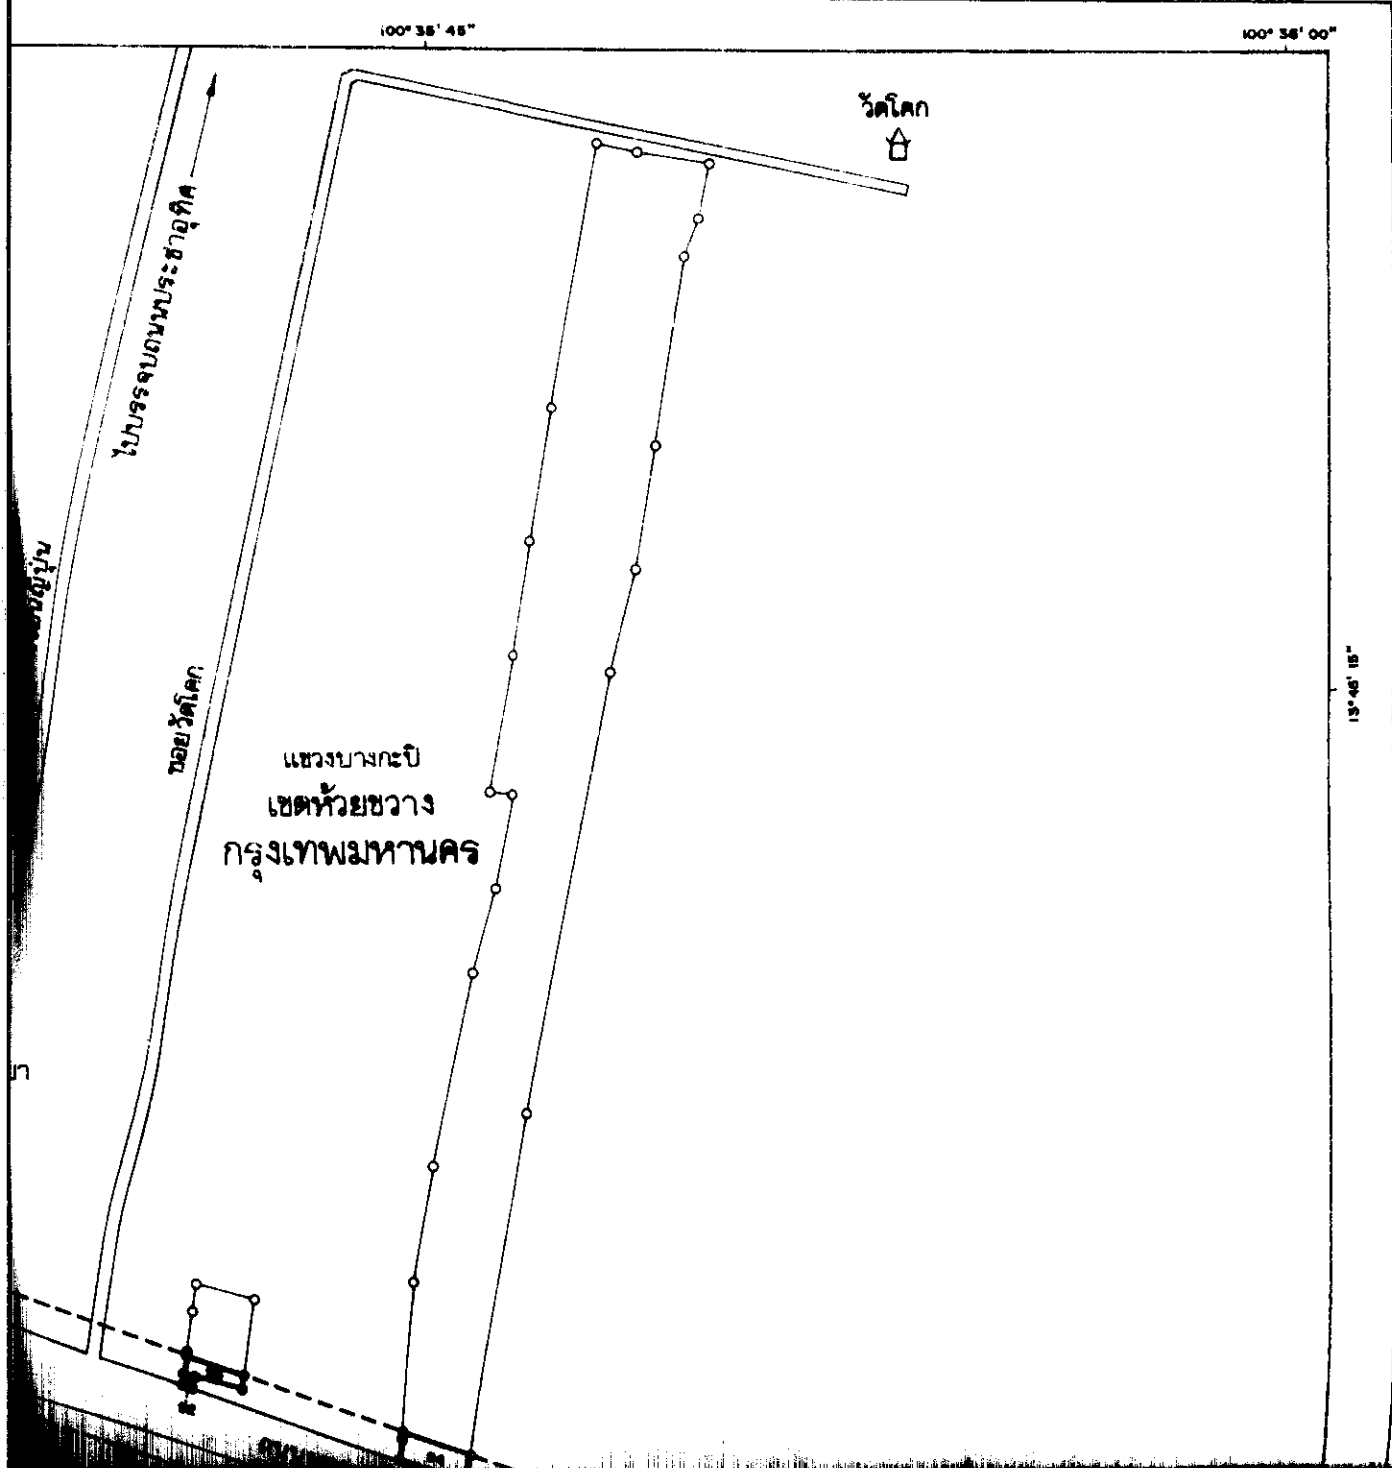 100° 35' 45"
100° 36' 00"
วัดโคก
ไปบรรจบถนนประชาอุทิศ
ซอยวัดโคก
13° 45' 15"
แขวงบางกะปิ
เขตห้วยขวาง
กรุงเทพมหานคร